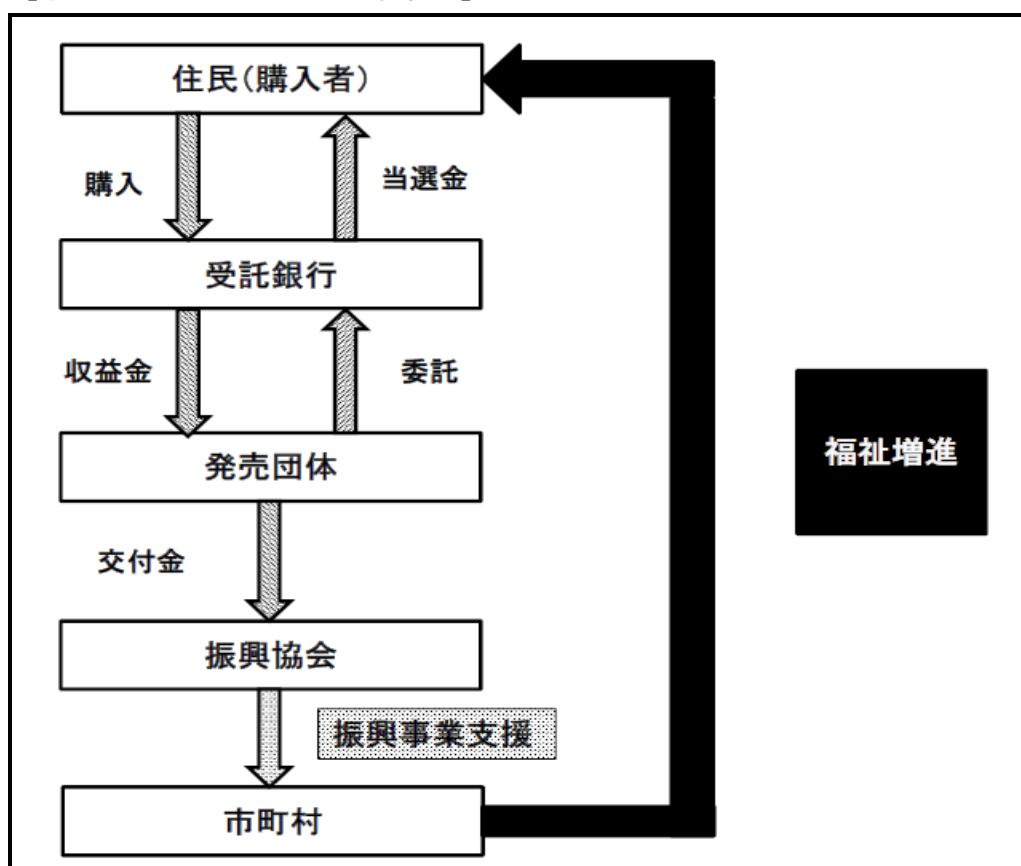 住民（購入者）
購入
当選金
受託銀行
収益金
委託
発売団体
福祉増進
交付金
振興協会
振興事業支援
市町村